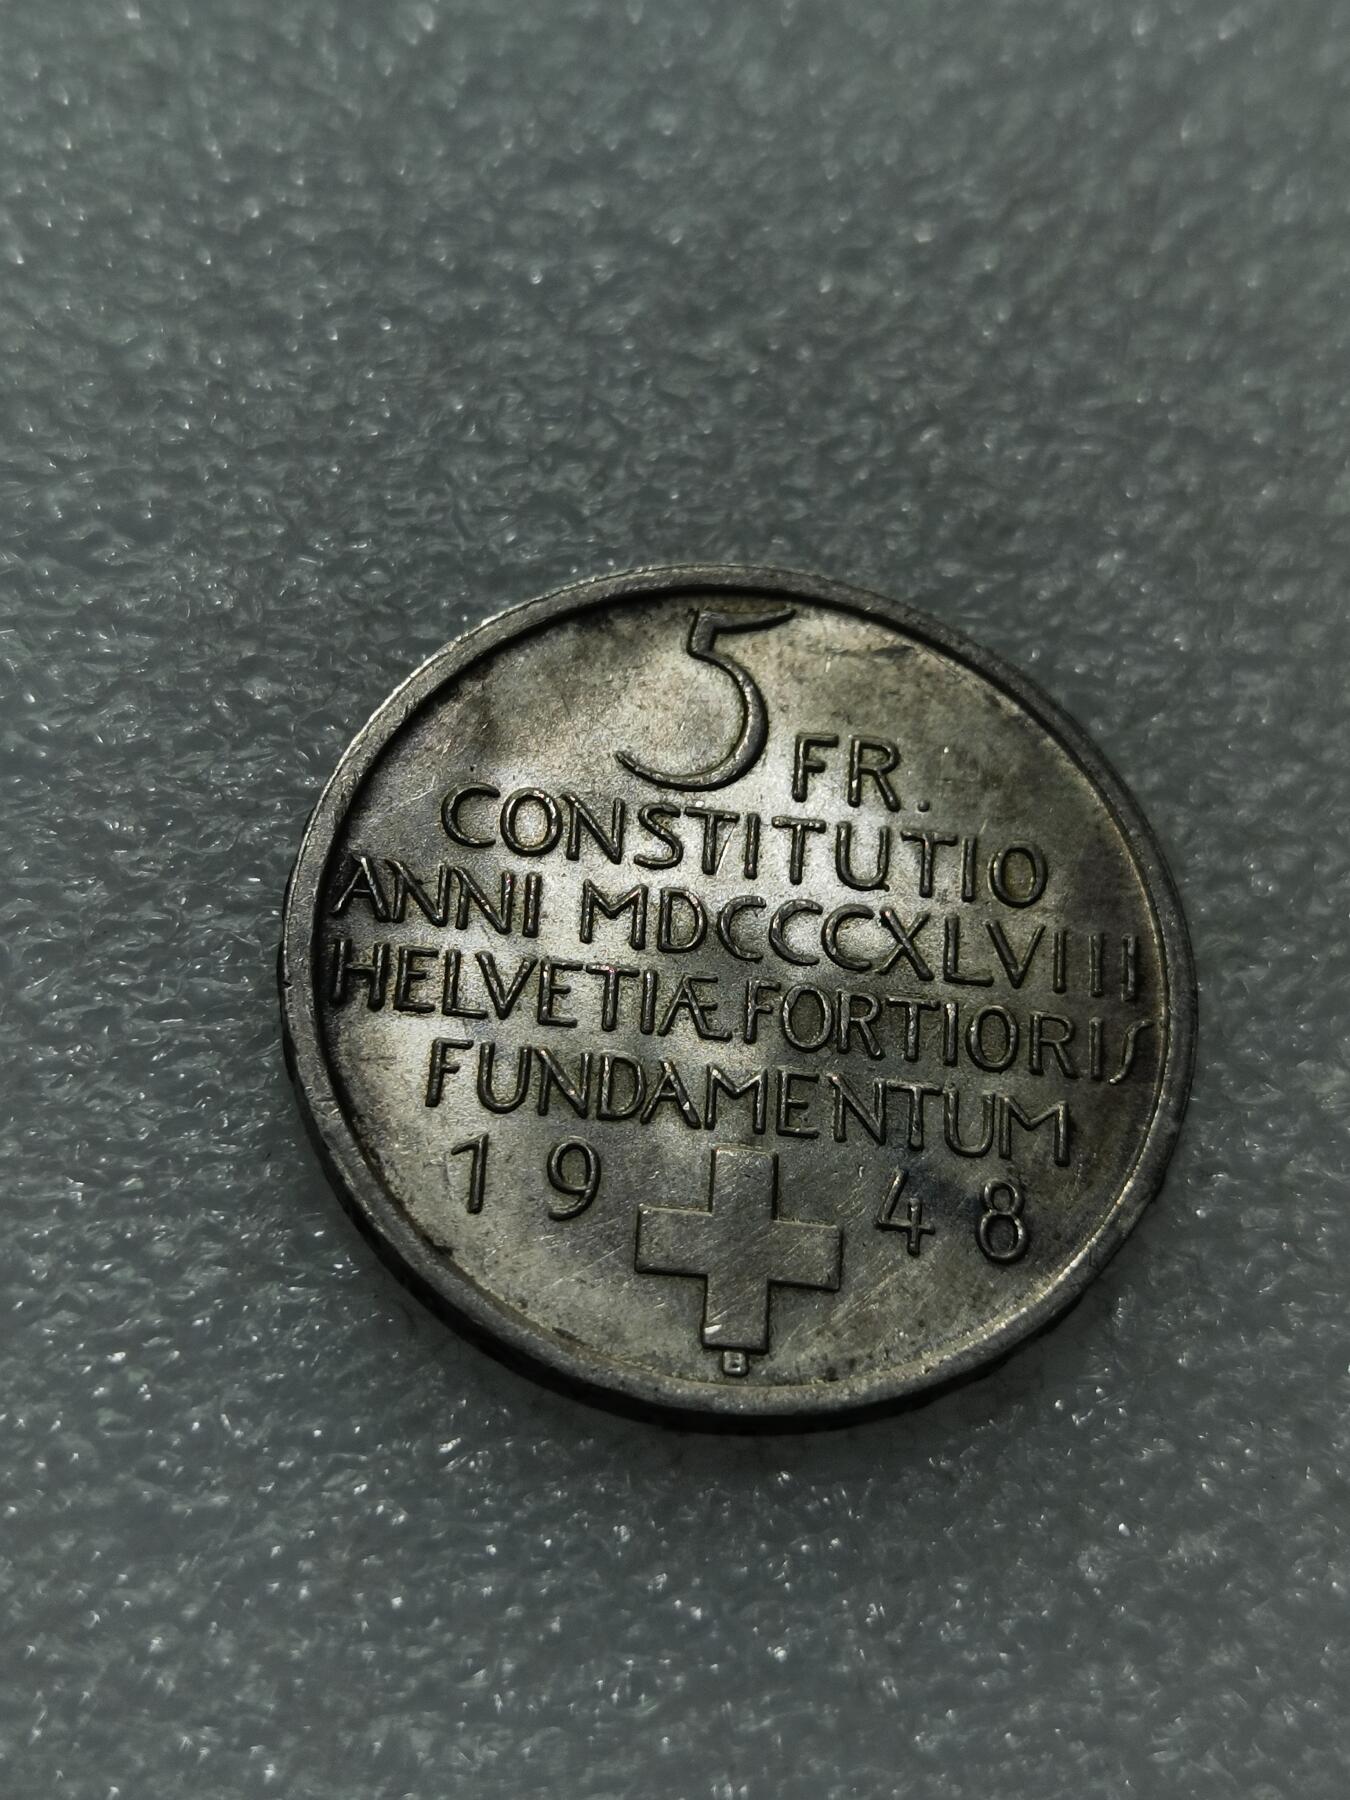 5 FR.
CONSTITUTIO
ANNI MDCCCXLVIII
HELVETIÆ FORTIORIS
FUNDAMENTUM
19 48
B